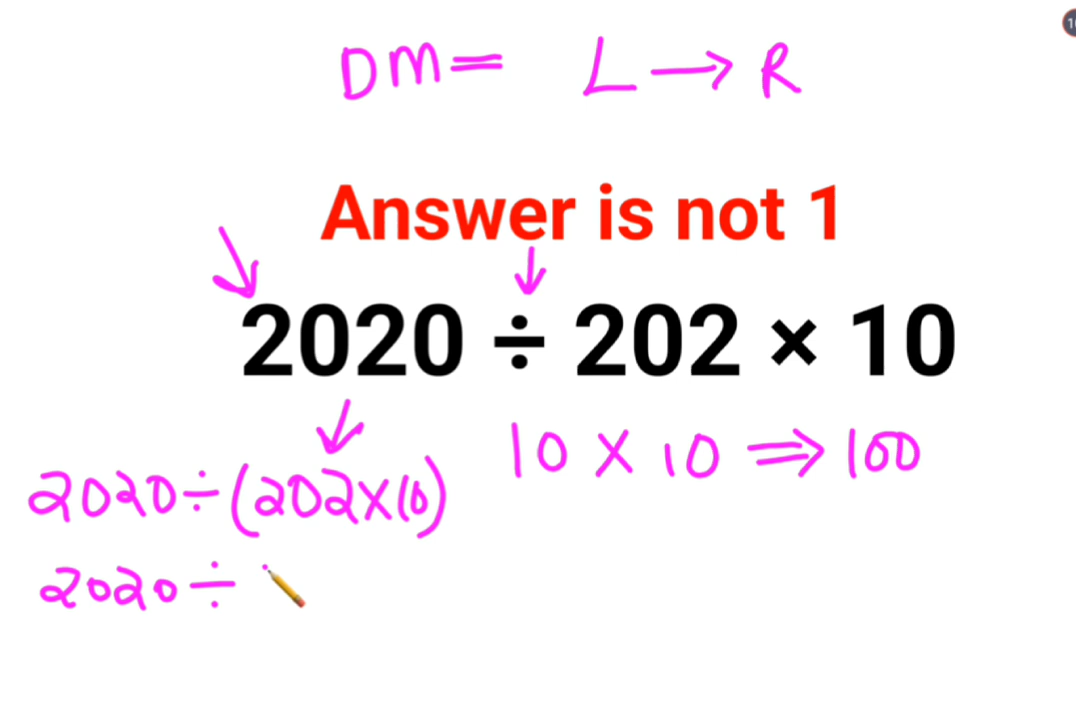 DM= L→R
Answer is not 1
2020 ÷ 202 × 10
10 × 10 ⇒ 100
2020÷(202×10)
2020÷